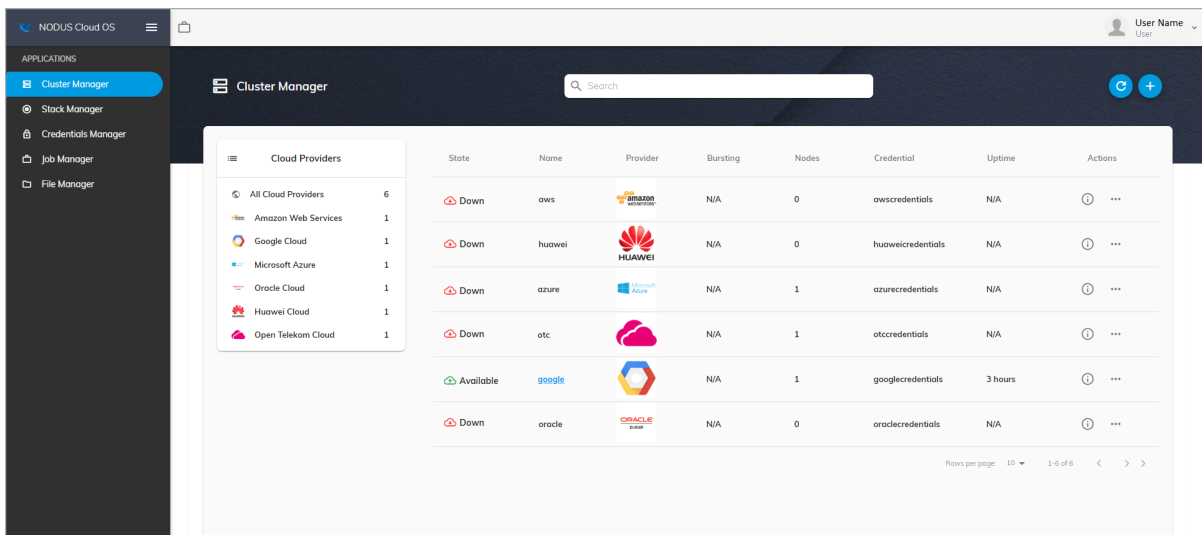 NODUS Cloud OS
User Name
User
APPLICATIONS
Cluster Manager
Stack Manager
Credentials Manager
Job Manager
File Manager
Cluster Manager
Search
Cloud Providers
All Cloud Providers 6
Amazon Web Services 1
Google Cloud 1
Microsoft Azure 1
Oracle Cloud 1
Huawei Cloud 1
Open Telekom Cloud 1
State Name Provider Bursting Nodes Credential Uptime Actions
Down aws amazon webservices N/A 0 awscredentials N/A
Down huawei HUAWEI N/A 0 huaweicredentials N/A
Down azure Microsoft Azure N/A 1 azurecredentials N/A
Down otc N/A 1 otccredentials N/A
Available google N/A 1 googlecredentials 3 hours
Down oracle ORACLE CLOUD N/A 0 oraclecredentials N/A
Rows per page: 10 1-6 of 6